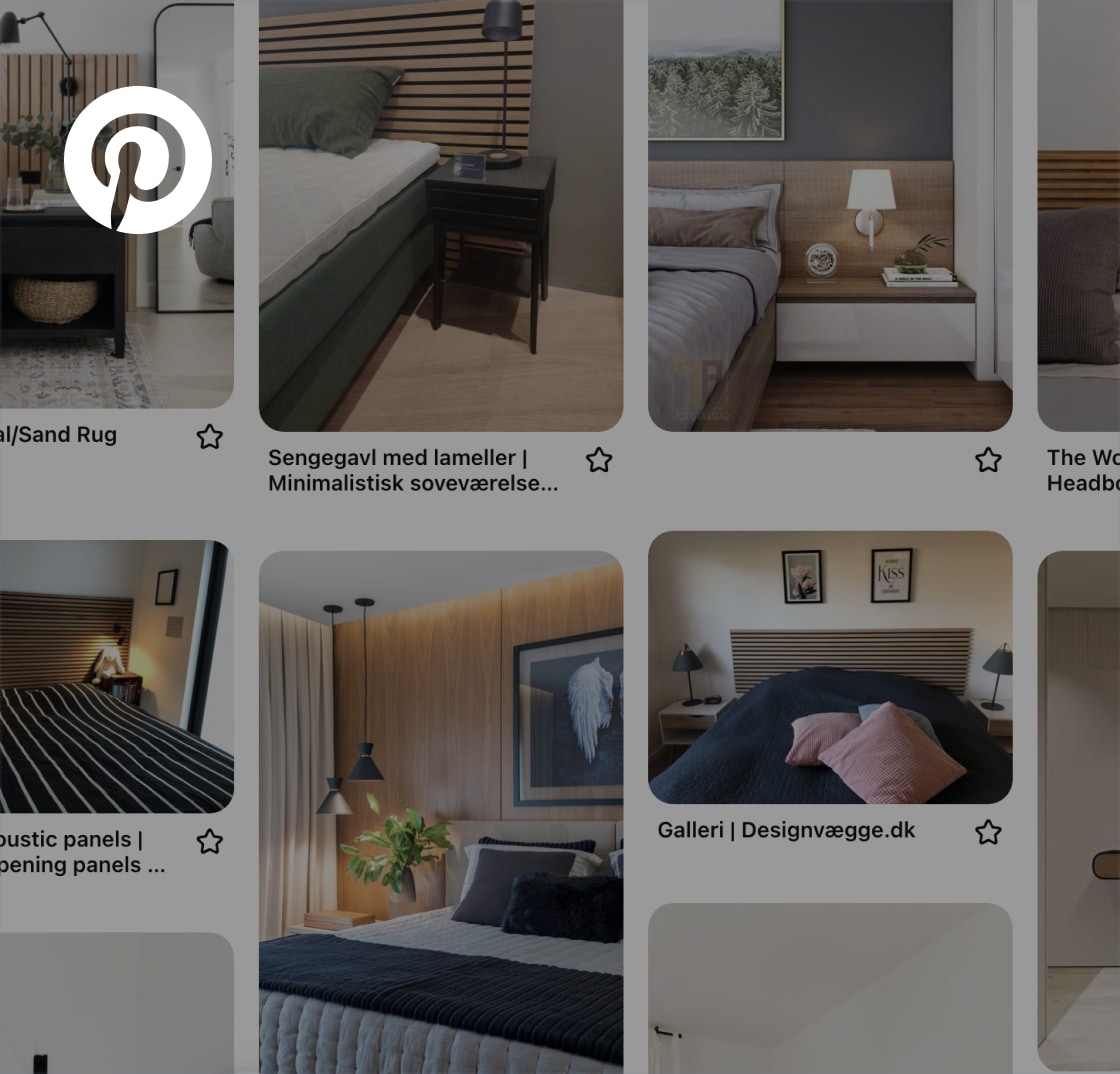 al/Sand Rug
Sengegavl med lameller |
Minimalistisk soveværelse...
The Wo
Headbo
KISS
oustic panels |
pening panels ...
Galleri | Designvægge.dk